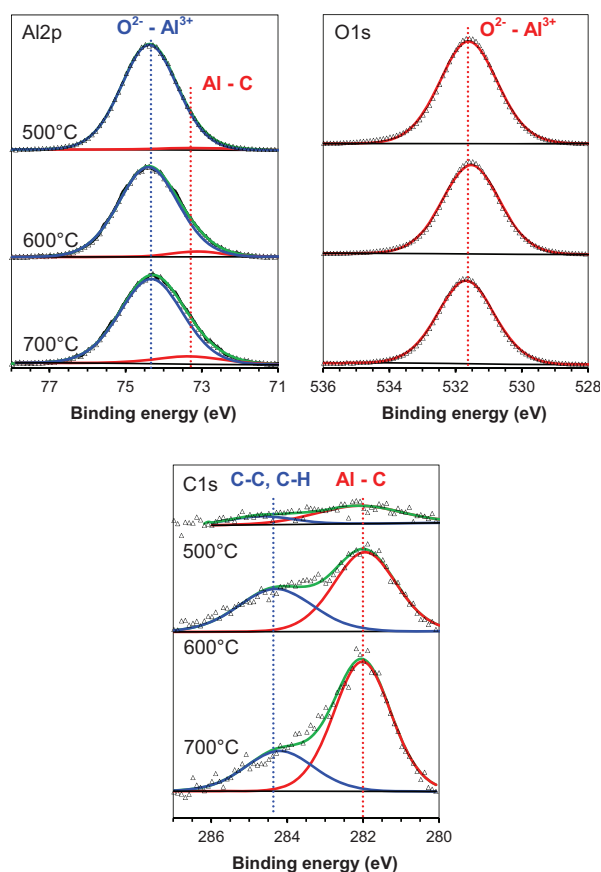 Al2p
O²⁻ - Al³⁺
Al - C
500°C
600°C
700°C
77 75 73 71
Binding energy (eV)
O1s
O²⁻ - Al³⁺
536 534 532 530 528
Binding energy (eV)
C1s
C-C, C-H
Al - C
500°C
600°C
700°C
286 284 282 280
Binding energy (eV)